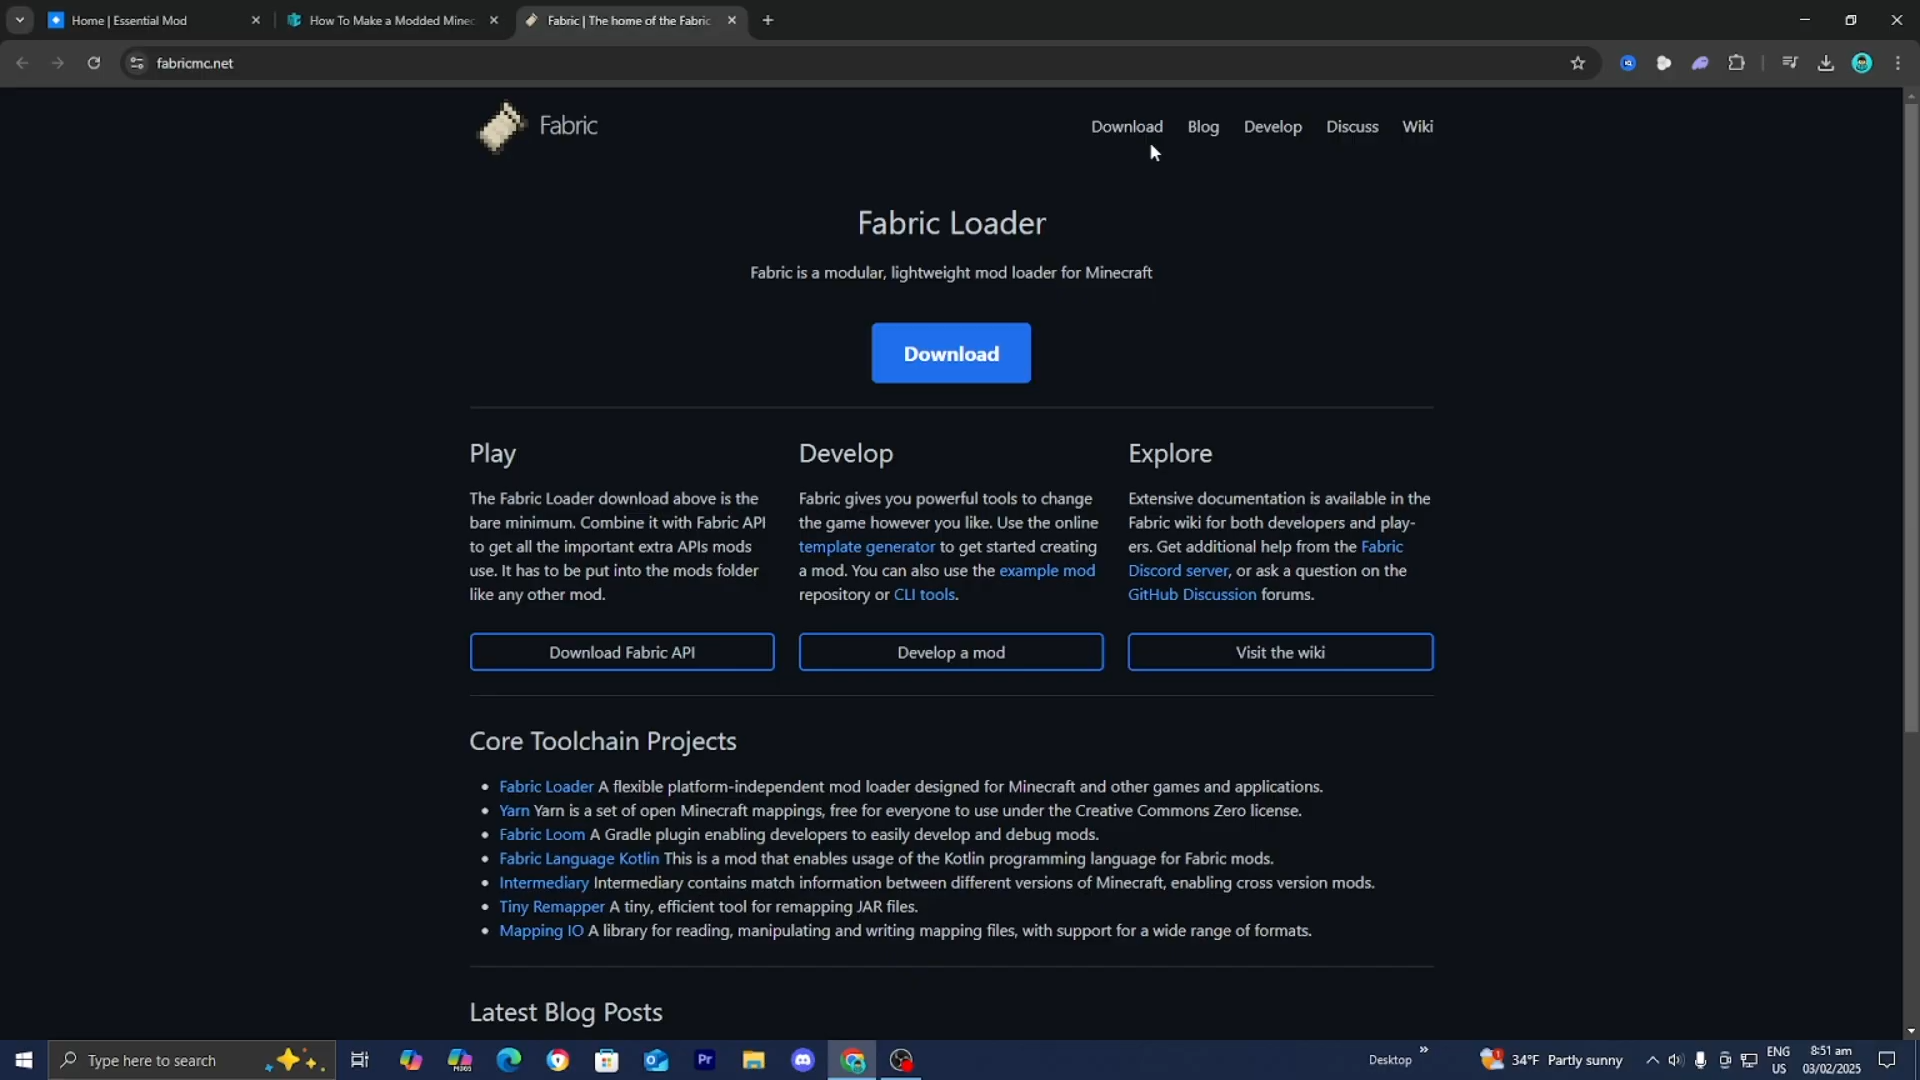 Home | Essential Mod
How To Make a Modded Minec
Fabric | The home of the Fabric
fabricmc.net
Fabric
Download
Blog
Develop
Discuss
Wiki
Fabric Loader
Fabric is a modular, lightweight mod loader for Minecraft
Download
Play
The Fabric Loader download above is the
bare minimum. Combine it with Fabric API
to get all the important extra APIs mods
use. It has to be put into the mods folder
like any other mod.
Download Fabric API
Develop
Fabric gives you powerful tools to change
the game however you like. Use the online
template generator to get started creating
a mod. You can also use the example mod
repository or CLI tools.
Develop a mod
Explore
Extensive documentation is available in the
Fabric wiki for both developers and play-
ers. Get additional help from the Fabric
Discord server, or ask a question on the
GitHub Discussion forums.
Visit the wiki
Core Toolchain Projects
Fabric Loader A flexible platform-independent mod loader designed for Minecraft and other games and applications.
Yarn Yarn is a set of open Minecraft mappings, free for everyone to use under the Creative Commons Zero license.
Fabric Loom A Gradle plugin enabling developers to easily develop and debug mods.
Fabric Language Kotlin This is a mod that enables usage of the Kotlin programming language for Fabric mods.
Intermediary Intermediary contains match information between different versions of Minecraft, enabling cross version mods.
Tiny Remapper A tiny, efficient tool for remapping JAR files.
Mapping IO A library for reading, manipulating and writing mapping files, with support for a wide range of formats.
Latest Blog Posts
Type here to search
M365
Pr
Desktop
34°F Partly sunny
ENG
US
8:51 am
03/02/2025